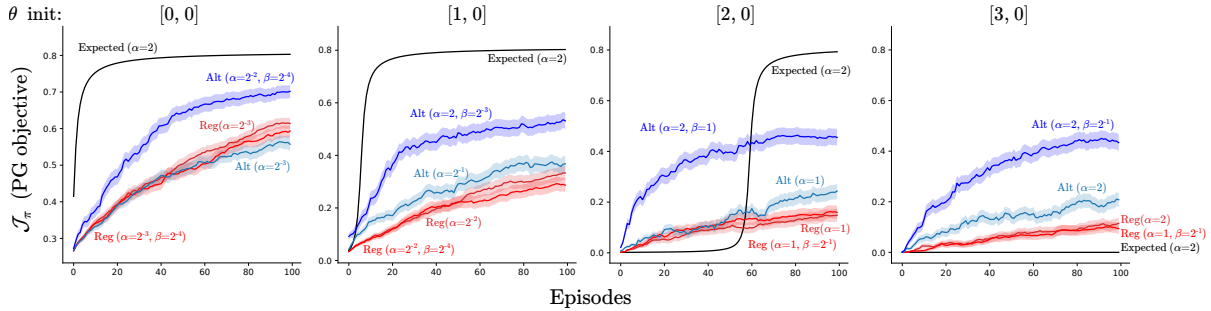 θ init: [0, 0] [1, 0] [2, 0] [3, 0]
𝒥π (PG objective)
0.8
0.7
0.6
0.5
0.4
0.3
0 20 40 60 80 100
Expected (α=2)
Alt (α=2⁻², β=2⁻⁴)
Reg(α=2⁻³)
Alt (α=2⁻³)
Reg (α=2⁻³, β=2⁻⁴)
0.8
0.6
0.4
0.2
0.0
0 20 40 60 80 100
Expected (α=2)
Alt (α=2, β=2⁻³)
Alt (α=2⁻¹)
Reg(α=2⁻²)
Reg (α=2⁻², β=2⁻⁴)
0.8
0.6
0.4
0.2
0.0
0 20 40 60 80 100
Expected (α=2)
Alt (α=2, β=1)
Alt (α=1)
Reg(α=1)
Reg (α=1, β=2⁻¹)
0.8
0.6
0.4
0.2
0.0
0 20 40 60 80 100
Alt (α=2, β=2⁻¹)
Alt (α=2)
Reg(α=2)
Reg (α=1, β=2⁻¹)
Expected (α=2)
Episodes